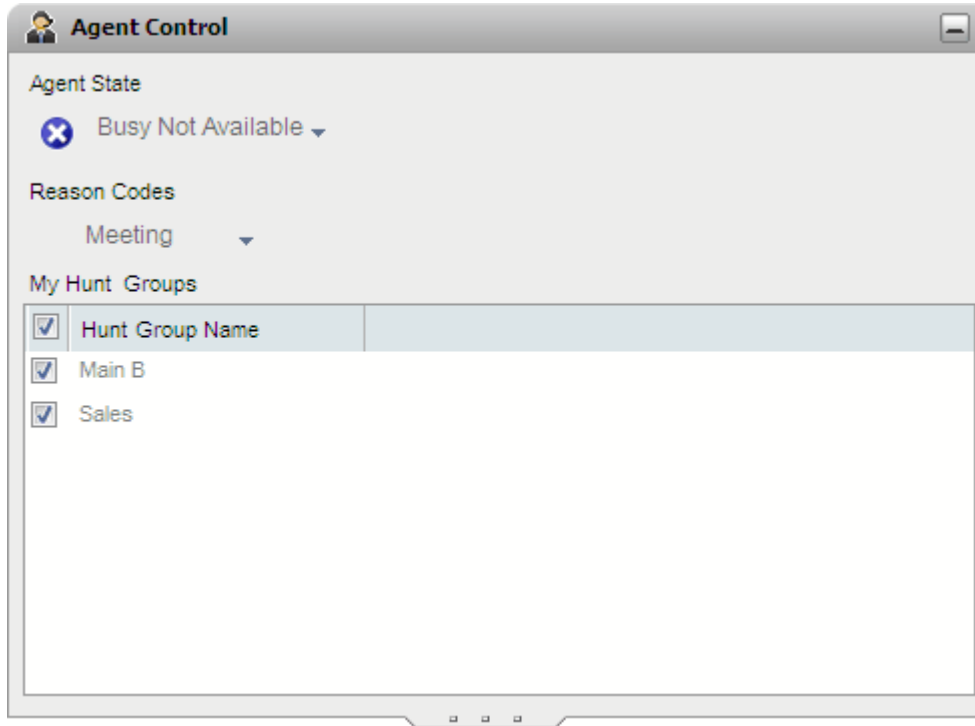 Agent Control
Agent State
Busy Not Available
Reason Codes
Meeting
My Hunt Groups
Hunt Group Name
Main B
Sales